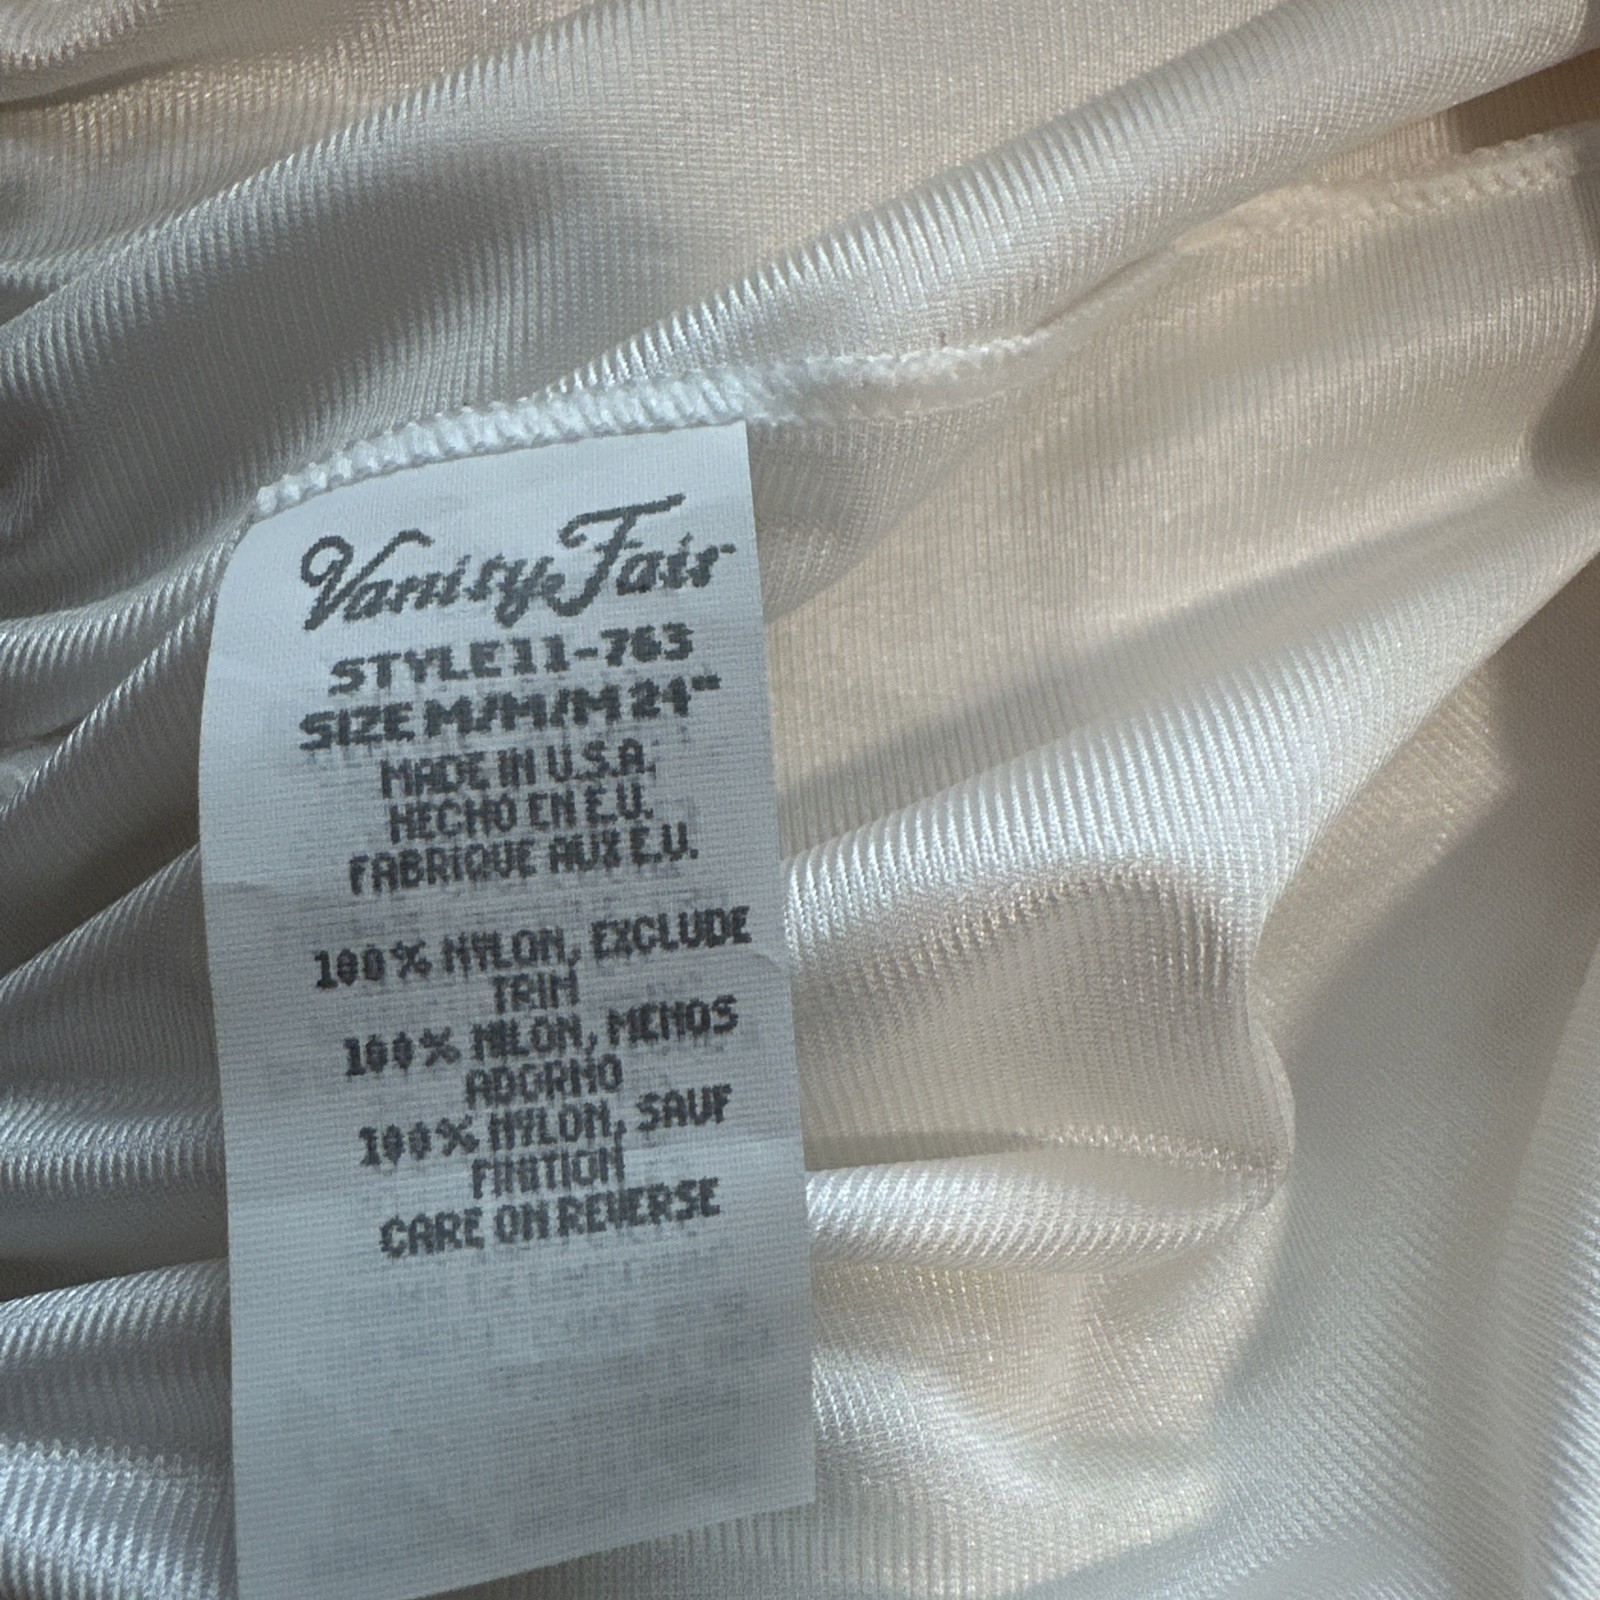 Vanity Fair
STYLE 11-763
SIZE M/M/M 24"
MADE IN U.S.A.
HECHO EN E.U.
FABRIQUE AUX E.U.
100% NYLON, EXCLUDE
TRIM
100% NILON, MENOS
ADORNO
100% NYLON, SAUF
FINITION
CARE ON REVERSE